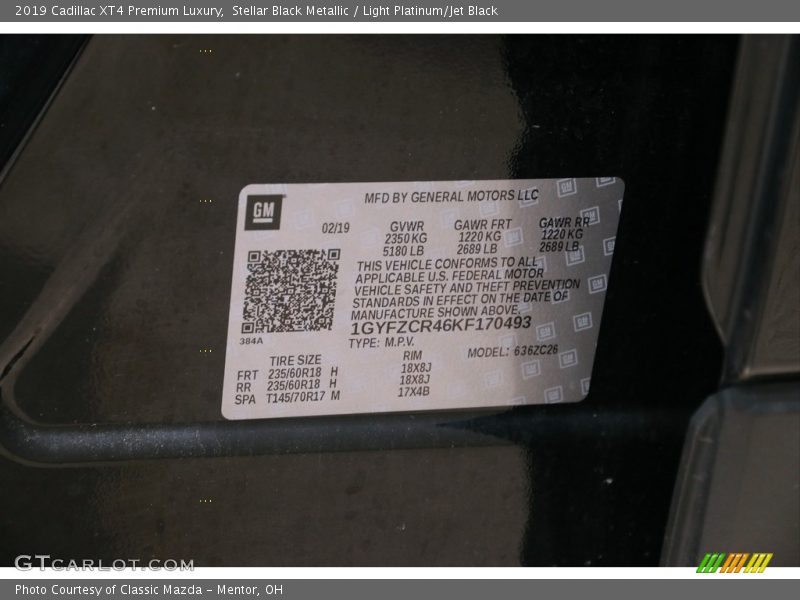 2019 Cadillac XT4 Premium Luxury, Stellar Black Metallic / Light Platinum/Jet Black
GM
MFD BY GENERAL MOTORS LLC
02/19 GVWR GAWR FRT GAWR RR
2350 KG 1220 KG 1220 KG
5180 LB 2689 LB 2689 LB
THIS VEHICLE CONFORMS TO ALL
APPLICABLE U.S. FEDERAL MOTOR
VEHICLE SAFETY AND THEFT PREVENTION
STANDARDS IN EFFECT ON THE DATE OF
MANUFACTURE SHOWN ABOVE.
1GYFZCR46KF170493
384A
TYPE: M.P.V.
MODEL: 636ZC26
TIRE SIZE RIM
FRT 235/60R18 H 18X8J
RR 235/60R18 H 18X8J
SPA T145/70R17 M 17X4B
GTCARLOT.COM
Photo Courtesy of Classic Mazda - Mentor, OH